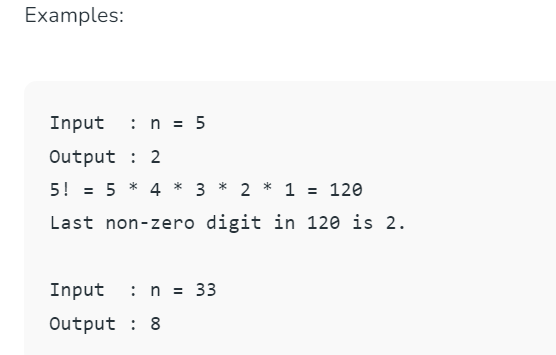 Examples:
Input  : n = 5
Output : 2
5! = 5 * 4 * 3 * 2 * 1 = 120
Last non-zero digit in 120 is 2.
Input  : n = 33
Output : 8